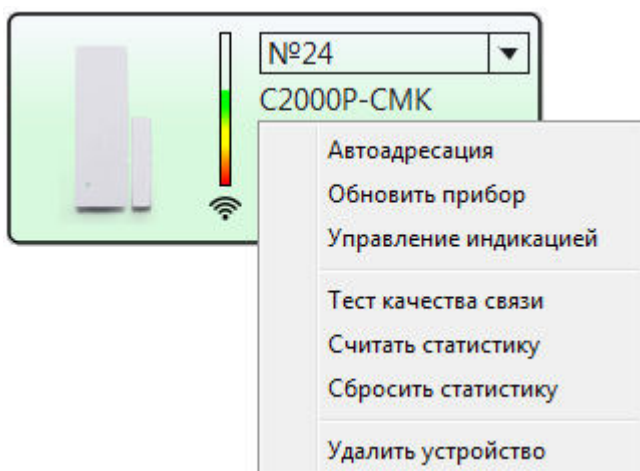 №24
С2000Р-СМК
Автоадресация
Обновить прибор
Управление индикацией
Тест качества связи
Считать статистику
Сбросить статистику
Удалить устройство